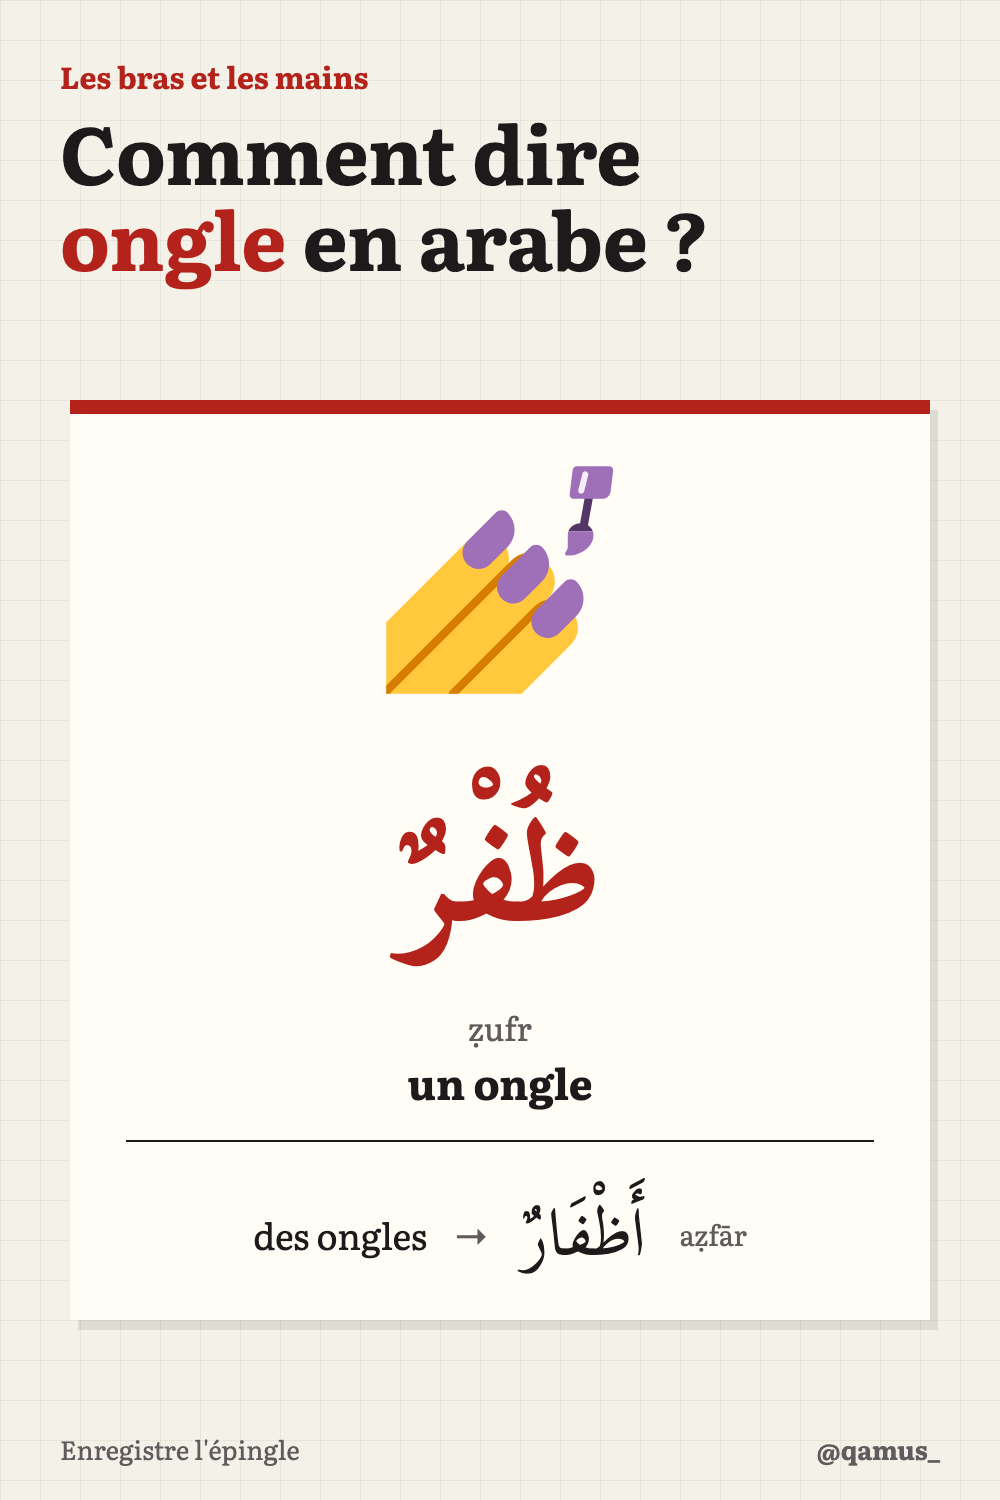 Les bras et les mains
Comment dire
ongle en arabe ?
ظُفْرٌ
ẓufr
un ongle
des ongles → أَظْفَارٌ aẓfār
Enregistre l'épingle
@qamus_